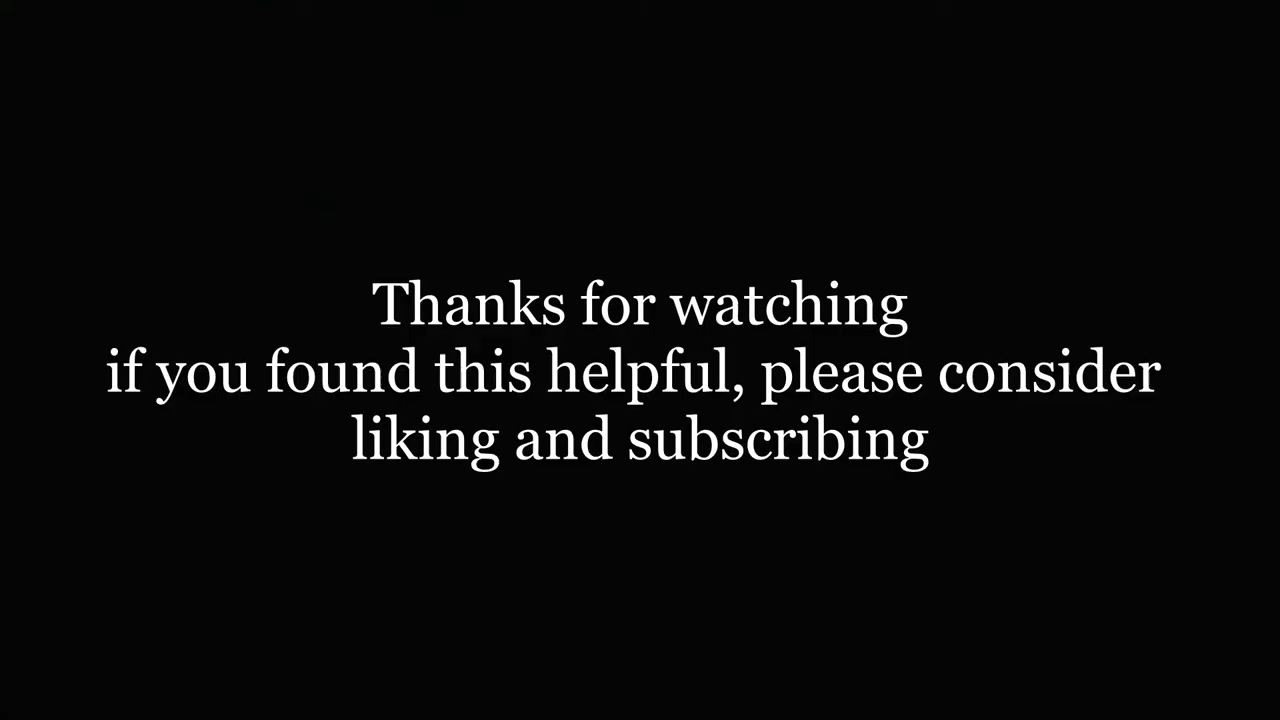 Thanks for watching
if you found this helpful, please consider
liking and subscribing